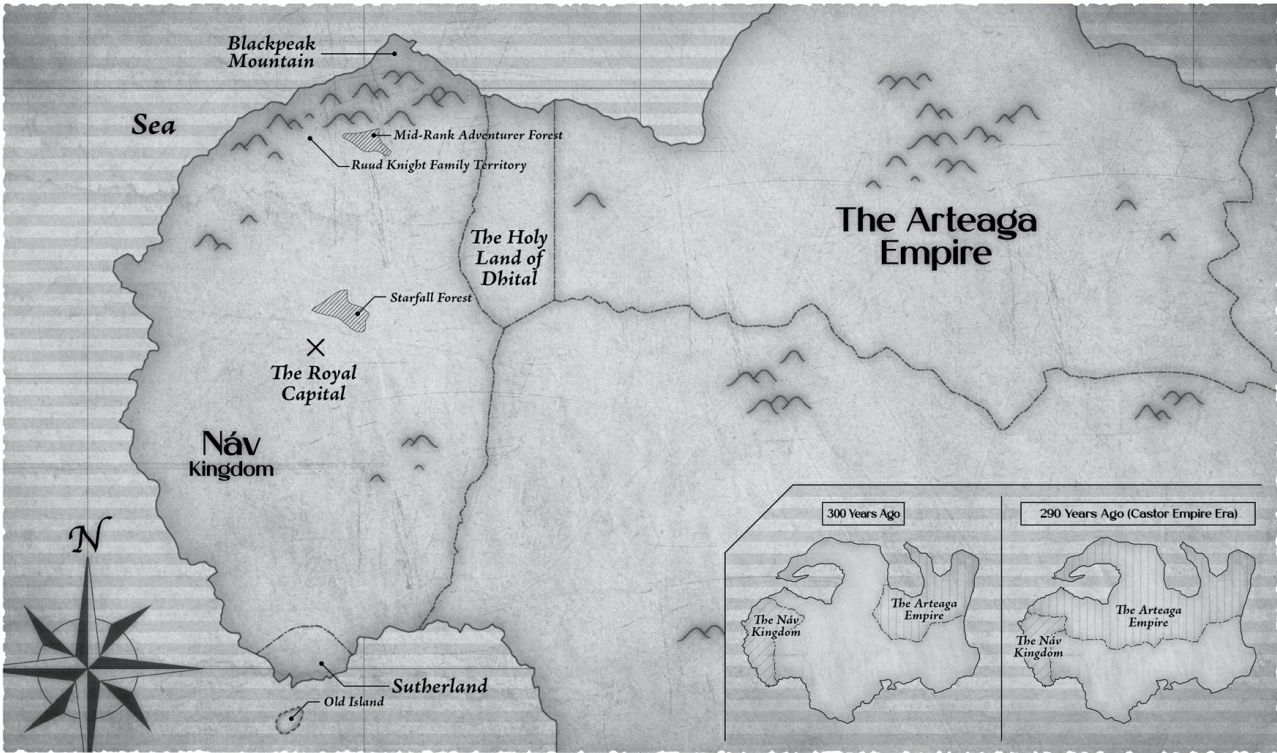 Blackpeak
Mountain
Sea
Mid-Rank Adventurer Forest
Ruud Knight Family Territory
The Arteaga
Empire
The Holy
Land of
Dhital
Starfall Forest
The Royal
Capital
Náv
Kingdom
N
Sutherland
Old Island
300 Years Ago
The Náv
Kingdom
The Arteaga
Empire
290 Years Ago (Castor Empire Era)
The Arteaga
Empire
The Náv
Kingdom